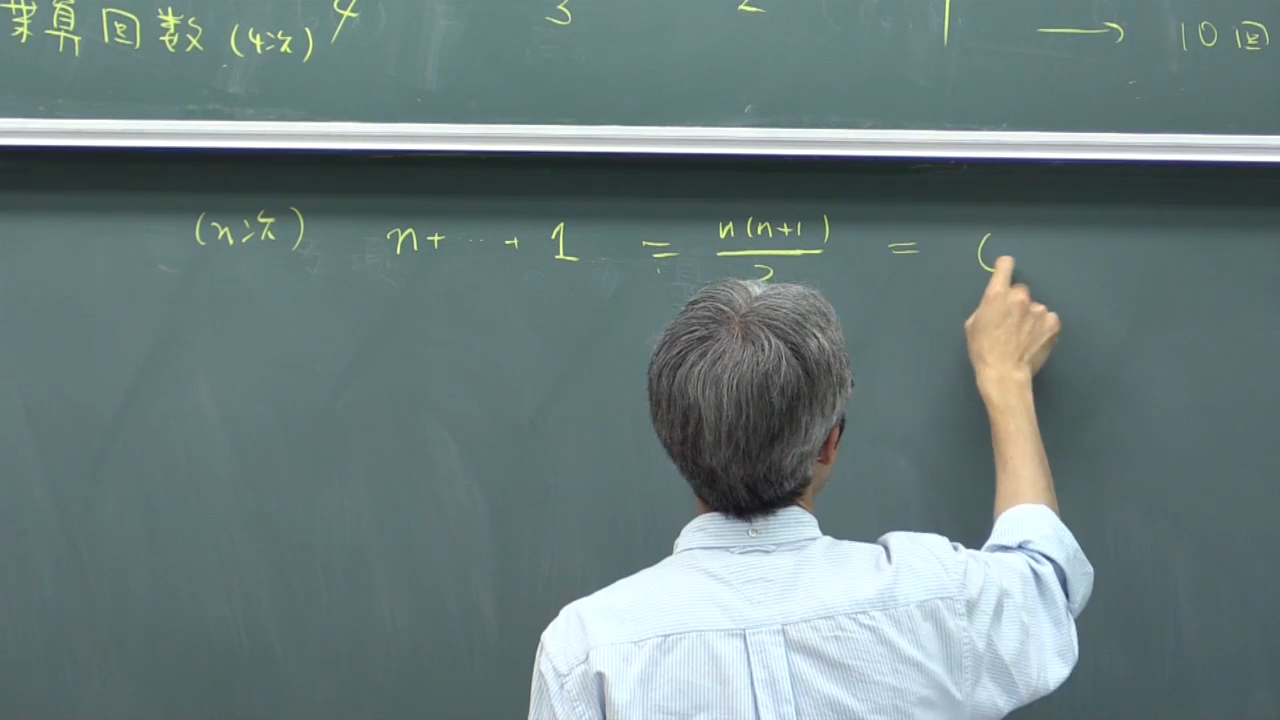 乗算回数 (4次) 4 3 2 1 → 10回
(n次) n + … + 1 = n(n+1)/2 = (